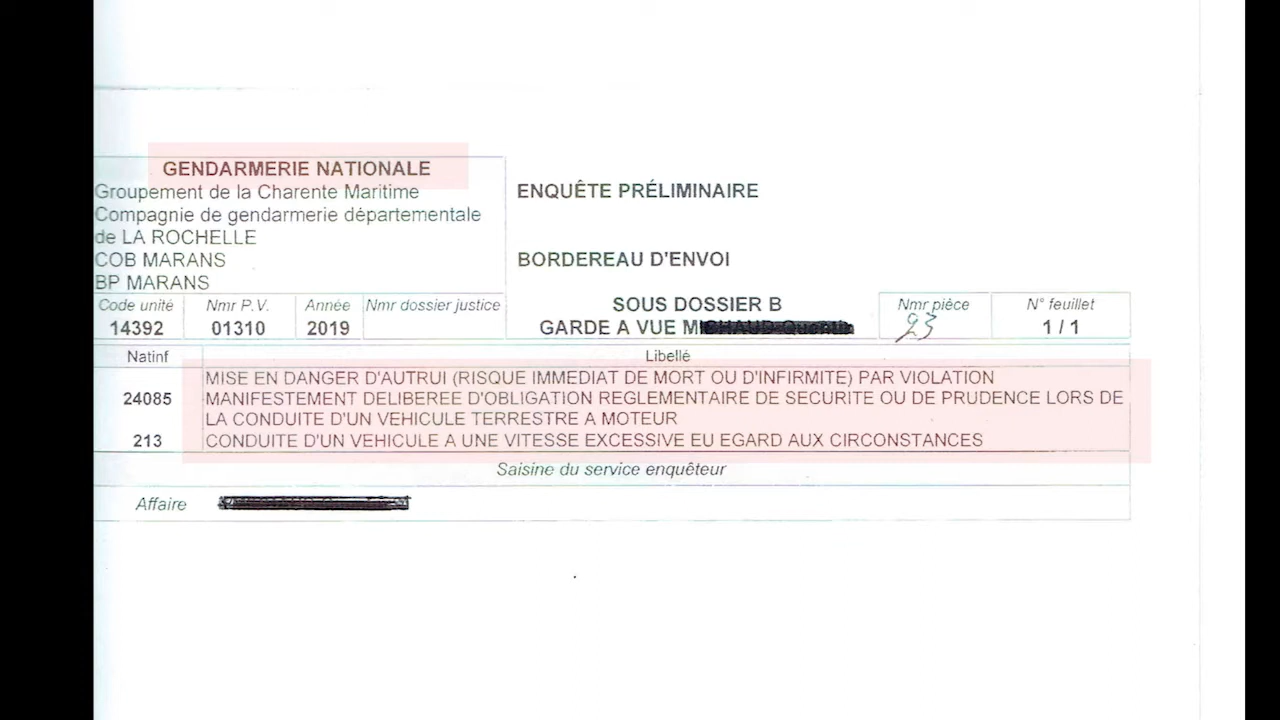 GENDARMERIE NATIONALE
Groupement de la Charente Maritime
Compagnie de gendarmerie départementale
de LA ROCHELLE
COB MARANS
BP MARANS
ENQUÊTE PRÉLIMINAIRE
BORDEREAU D'ENVOI
Code unité Nmr P.V. Année Nmr dossier justice
14392 01310 2019
SOUS DOSSIER B
GARDE A VUE
Nmr pièce
23
N° feuillet
1 / 1
Natinf Libellé
24085 MISE EN DANGER D'AUTRUI (RISQUE IMMEDIAT DE MORT OU D'INFIRMITE) PAR VIOLATION
MANIFESTEMENT DELIBEREE D'OBLIGATION REGLEMENTAIRE DE SECURITE OU DE PRUDENCE LORS DE
LA CONDUITE D'UN VEHICULE TERRESTRE A MOTEUR
213 CONDUITE D'UN VEHICULE A UNE VITESSE EXCESSIVE EU EGARD AUX CIRCONSTANCES
Saisine du service enquêteur
Affaire